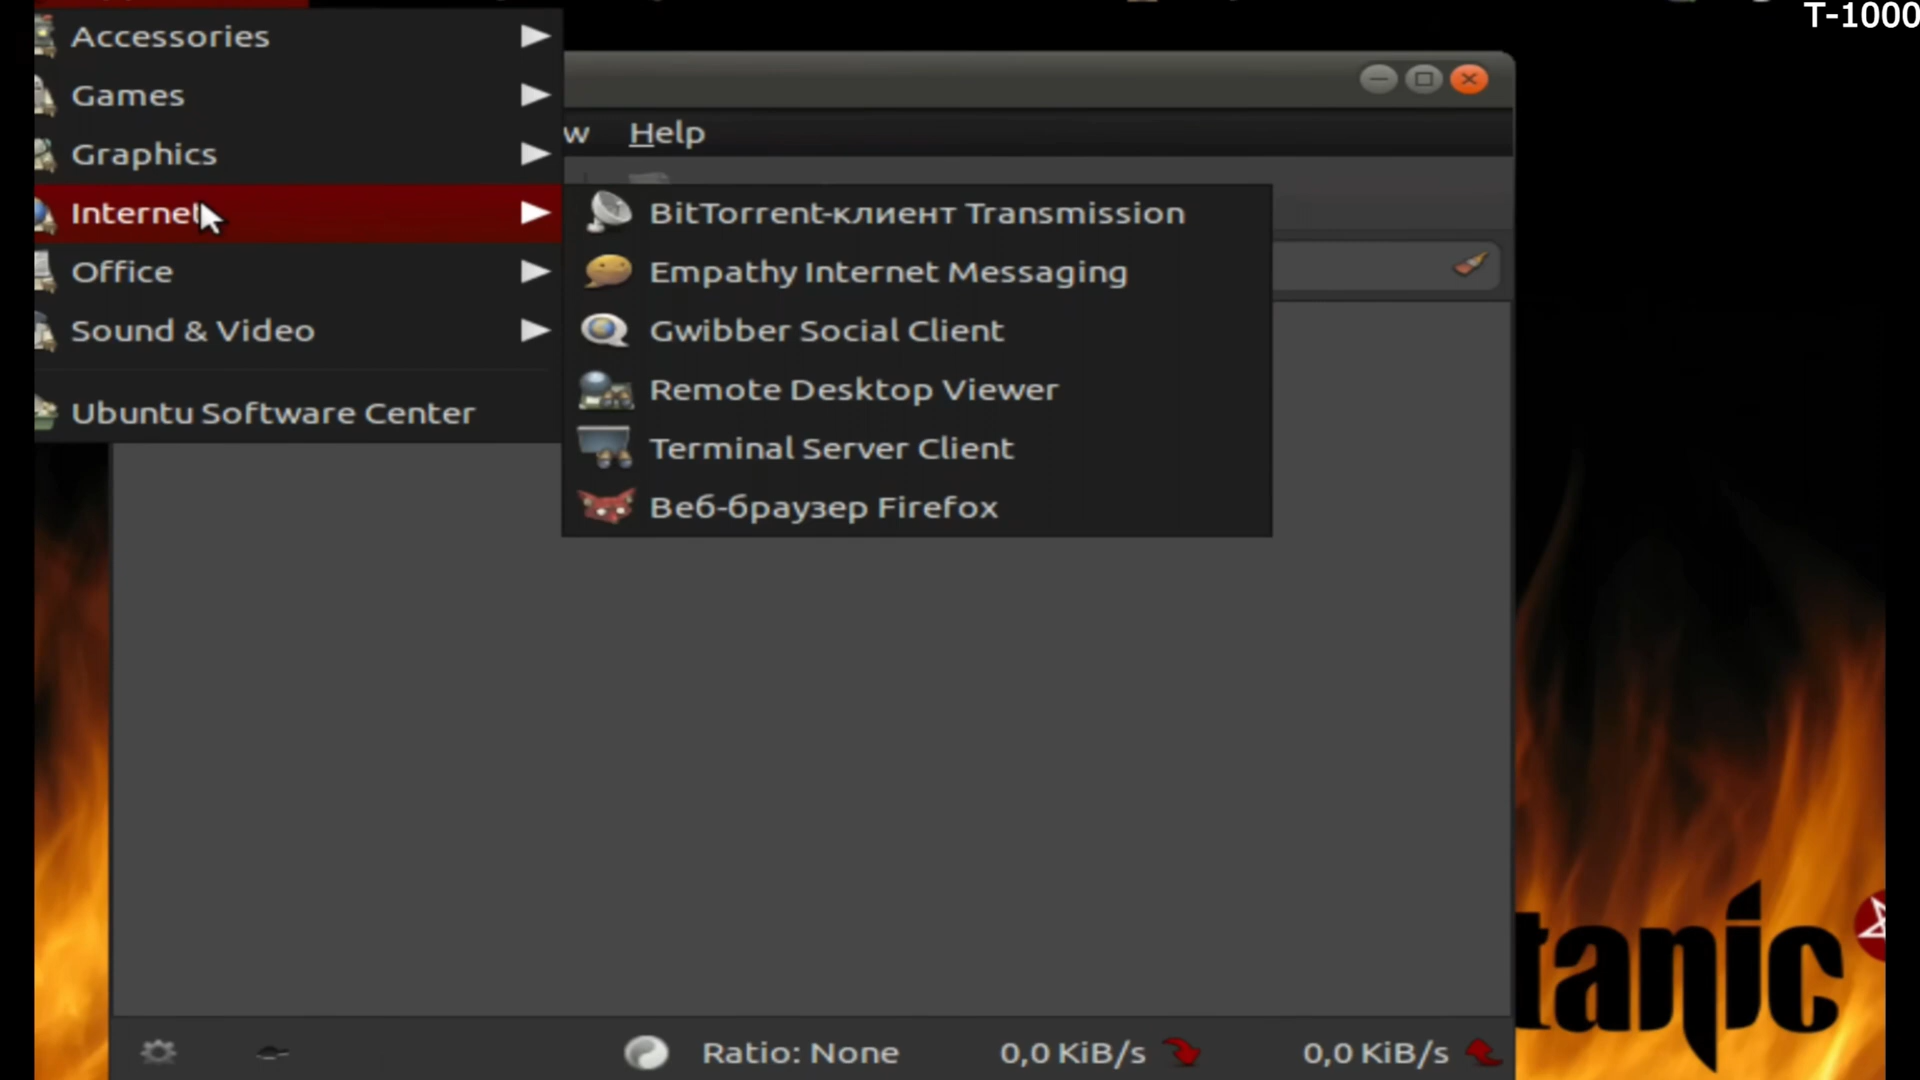 T-1000
Accessories
Games
Graphics
Internet
Office
Sound & Video
Ubuntu Software Center
w Help
BitTorrent-клиент Transmission
Empathy Internet Messaging
Gwibber Social Client
Remote Desktop Viewer
Terminal Server Client
Веб-браузер Firefox
tanic
Ratio: None 0,0 KiB/s 0,0 KiB/s